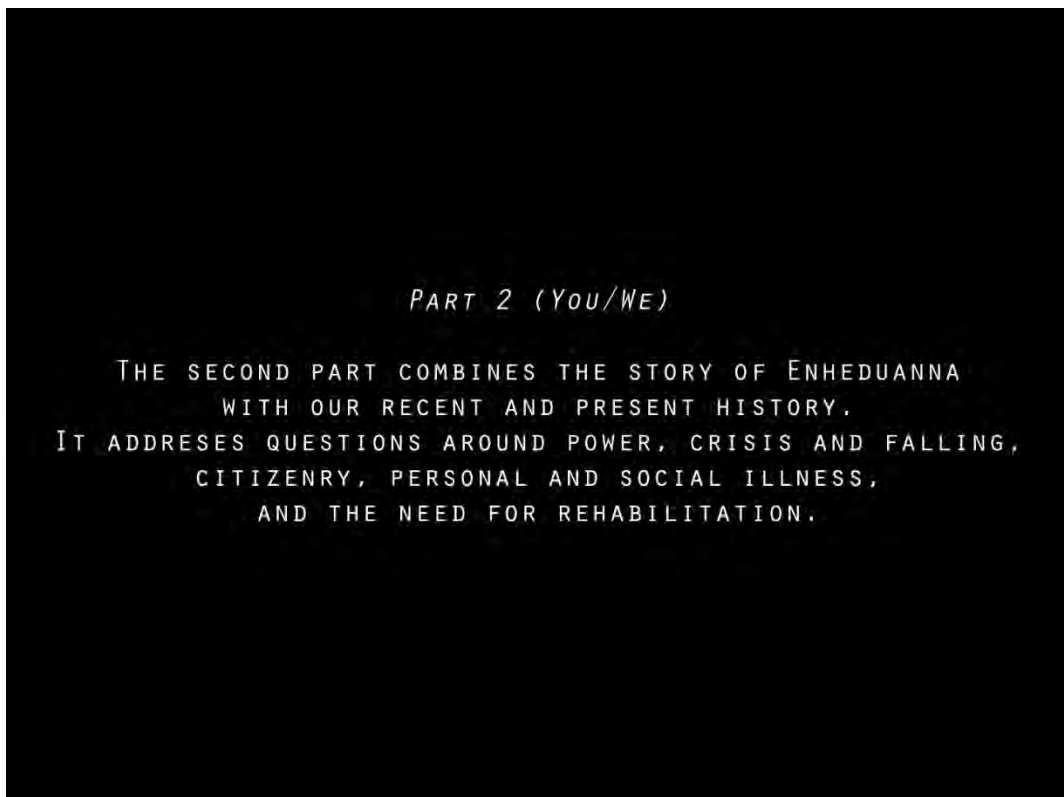 Part 2 (You/We)
The second part combines the story of Enheduanna
with our recent and present history.
It addreses questions around power, crisis and falling,
citizenry, personal and social illness,
and the need for rehabilitation.